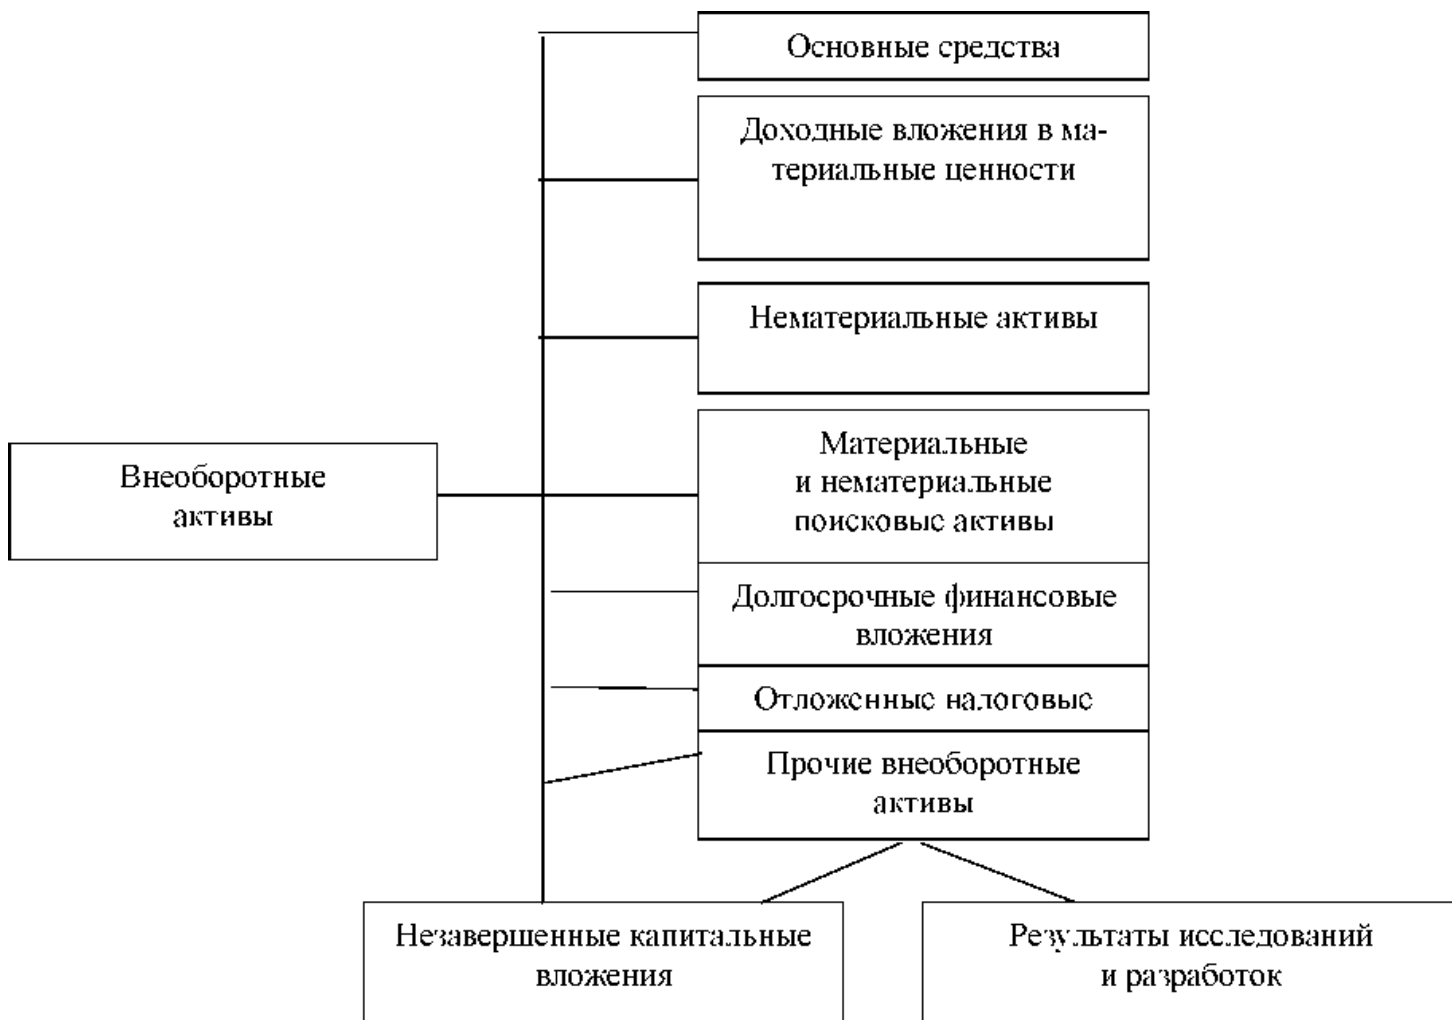 Основные средства
Доходные вложения в ма-
териальные ценности
Нематериальные активы
Материальные
и нематериальные
поисковые активы
Внеоборотные
активы
Долгосрочные финансовые
вложения
Отложенные налоговые
Прочие внеоборотные
активы
Незавершенные капитальные
вложения
Результаты исследований
и разработок